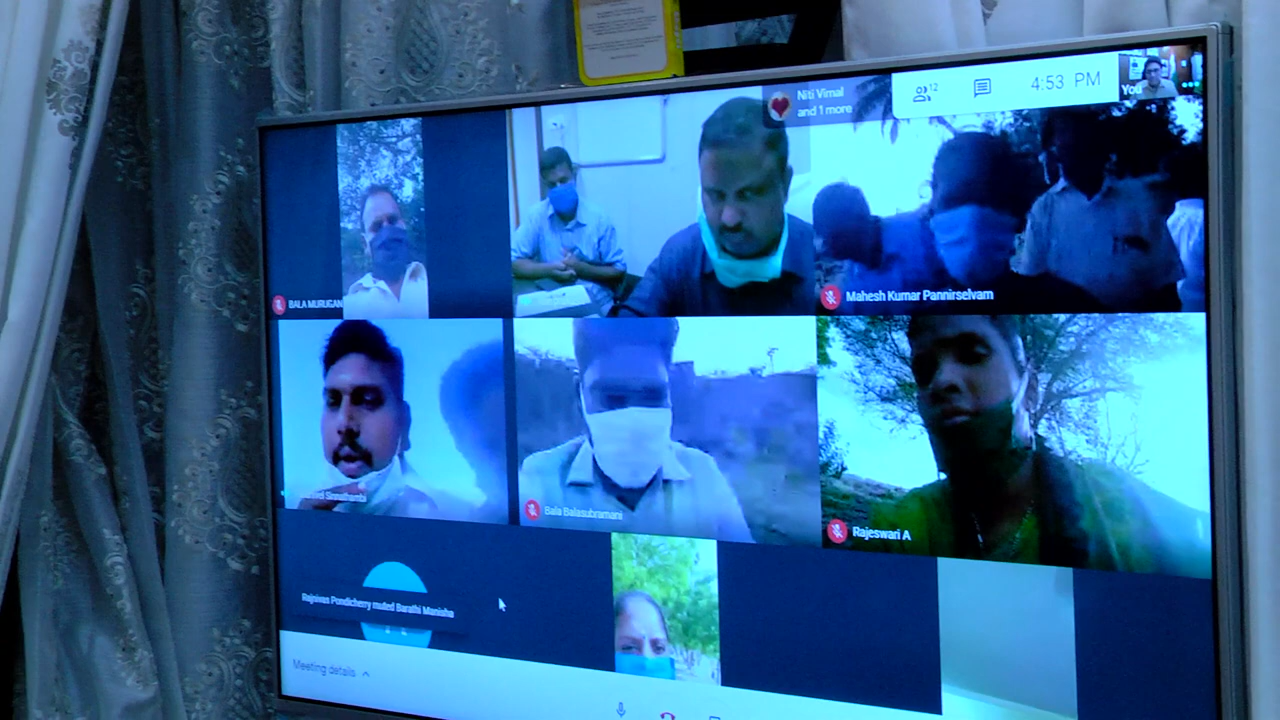 Niti Vimal
and 1 more
12
4:53 PM
You
BALA MURUGAN
Mahesh Kumar Pannirselvam
Bala Balasubramani
Rajeswari A
Rajnivas Pondicherry muted Barathi Manisha
Meeting details